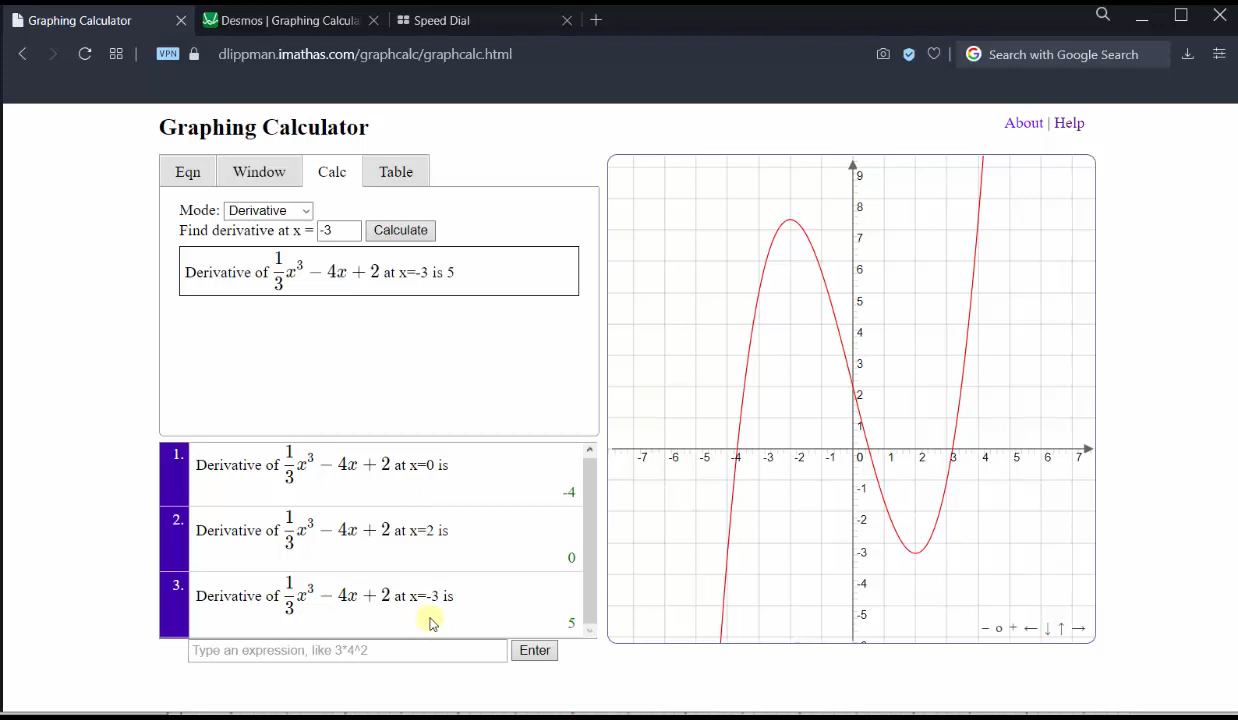 Graphing Calculator
Desmos | Graphing Calcula
Speed Dial
VPN
dlippman.imathas.com/graphcalc/graphcalc.html
Search with Google Search
Graphing Calculator
About | Help
Eqn Window Calc Table
Mode: Derivative
Find derivative at x = -3 Calculate
Derivative of 1/3 x³ − 4x + 2 at x=-3 is 5
1. Derivative of 1/3 x³ − 4x + 2 at x=0 is
-4
2. Derivative of 1/3 x³ − 4x + 2 at x=2 is
0
3. Derivative of 1/3 x³ − 4x + 2 at x=-3 is
5
Type an expression, like 3*4^2 Enter
9
8
7
6
5
4
3
2
1
-7 -6 -5 -4 -3 -2 -1 0 1 2 3 4 5 6 7
-1
-2
-3
-4
-5
− o + ← ↓ ↑ →